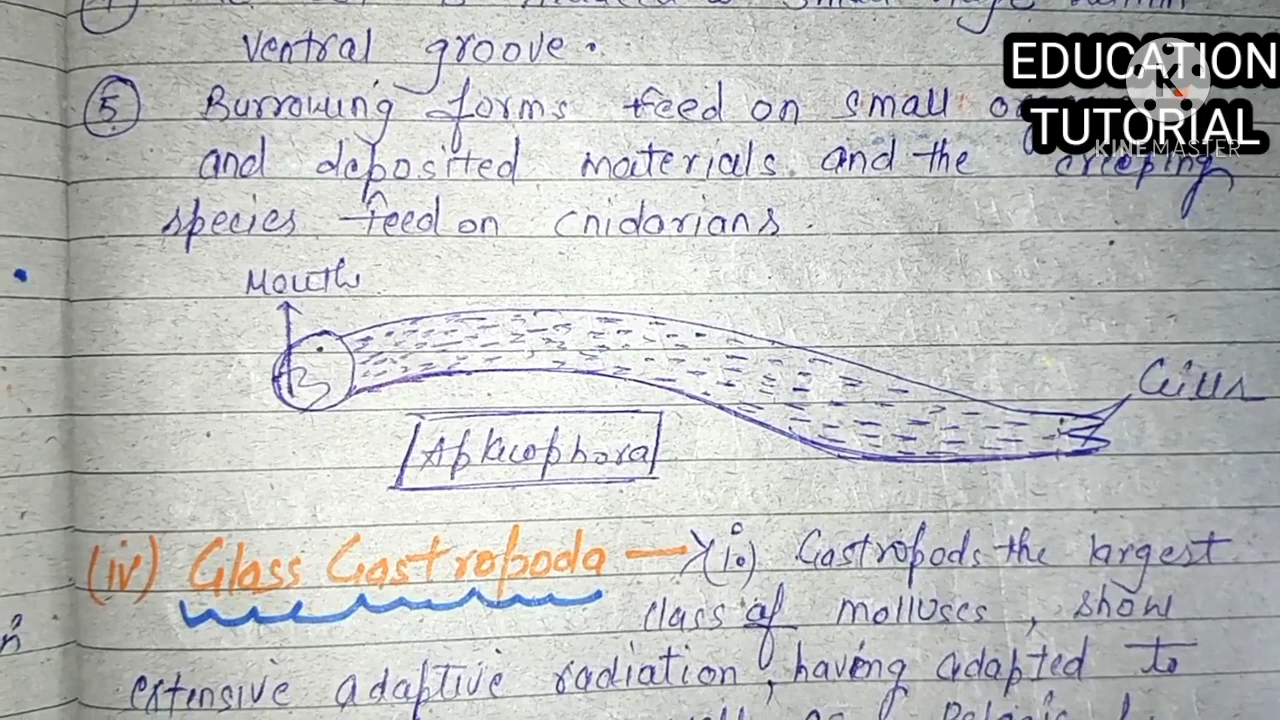 ventral groove.
EDUCATION
TUTORIAL
KINEMASTER
(5) Burrowing forms feed on small
and deposited materials and the creeping
species feed on cnidarians.
Mouth
Aplacophora
(iv) Class Gastropoda → (i.) Gastropods the largest
class of molluscs, show
extensive adaptive radiation, having adapted to